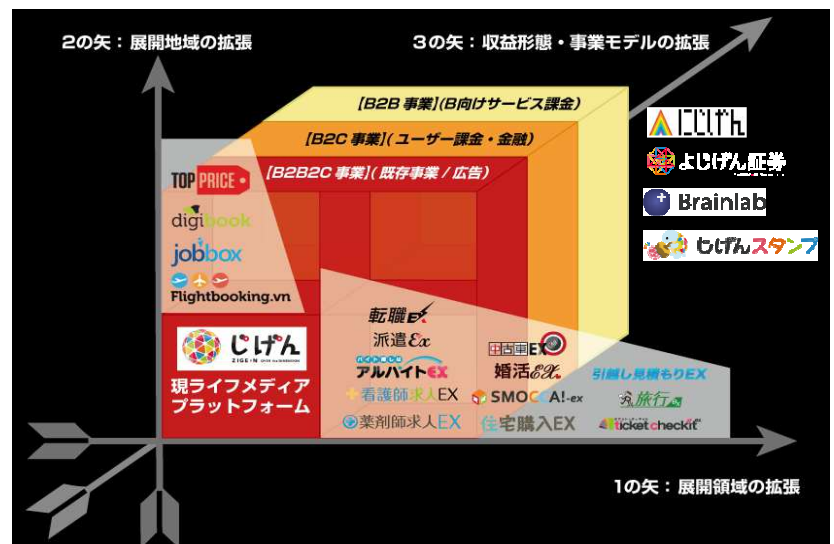 2の矢：展開地域の拡張
3の矢：収益形態・事業モデルの拡張
【B2B 事業】(B向けサービス課金)
【B2C 事業】(ユーザー課金・金融)
【B2B2C 事業】(既存事業 / 広告)
TOP PRICE
digibook
jobbox
Flightbooking.vn
にじげん
よじげん証券
Brainlab
じげんスタンプ
じげん
ZIGExN
現ライフメディア
プラットフォーム
転職EX
派遣Ex
アルバイトEX
看護師求人EX
薬剤師求人EX
中古車EX
婚活EX
SMOCCA!-ex
住宅購入EX
引越し見積もりEX
旅行
ticket checkit
1の矢：展開領域の拡張